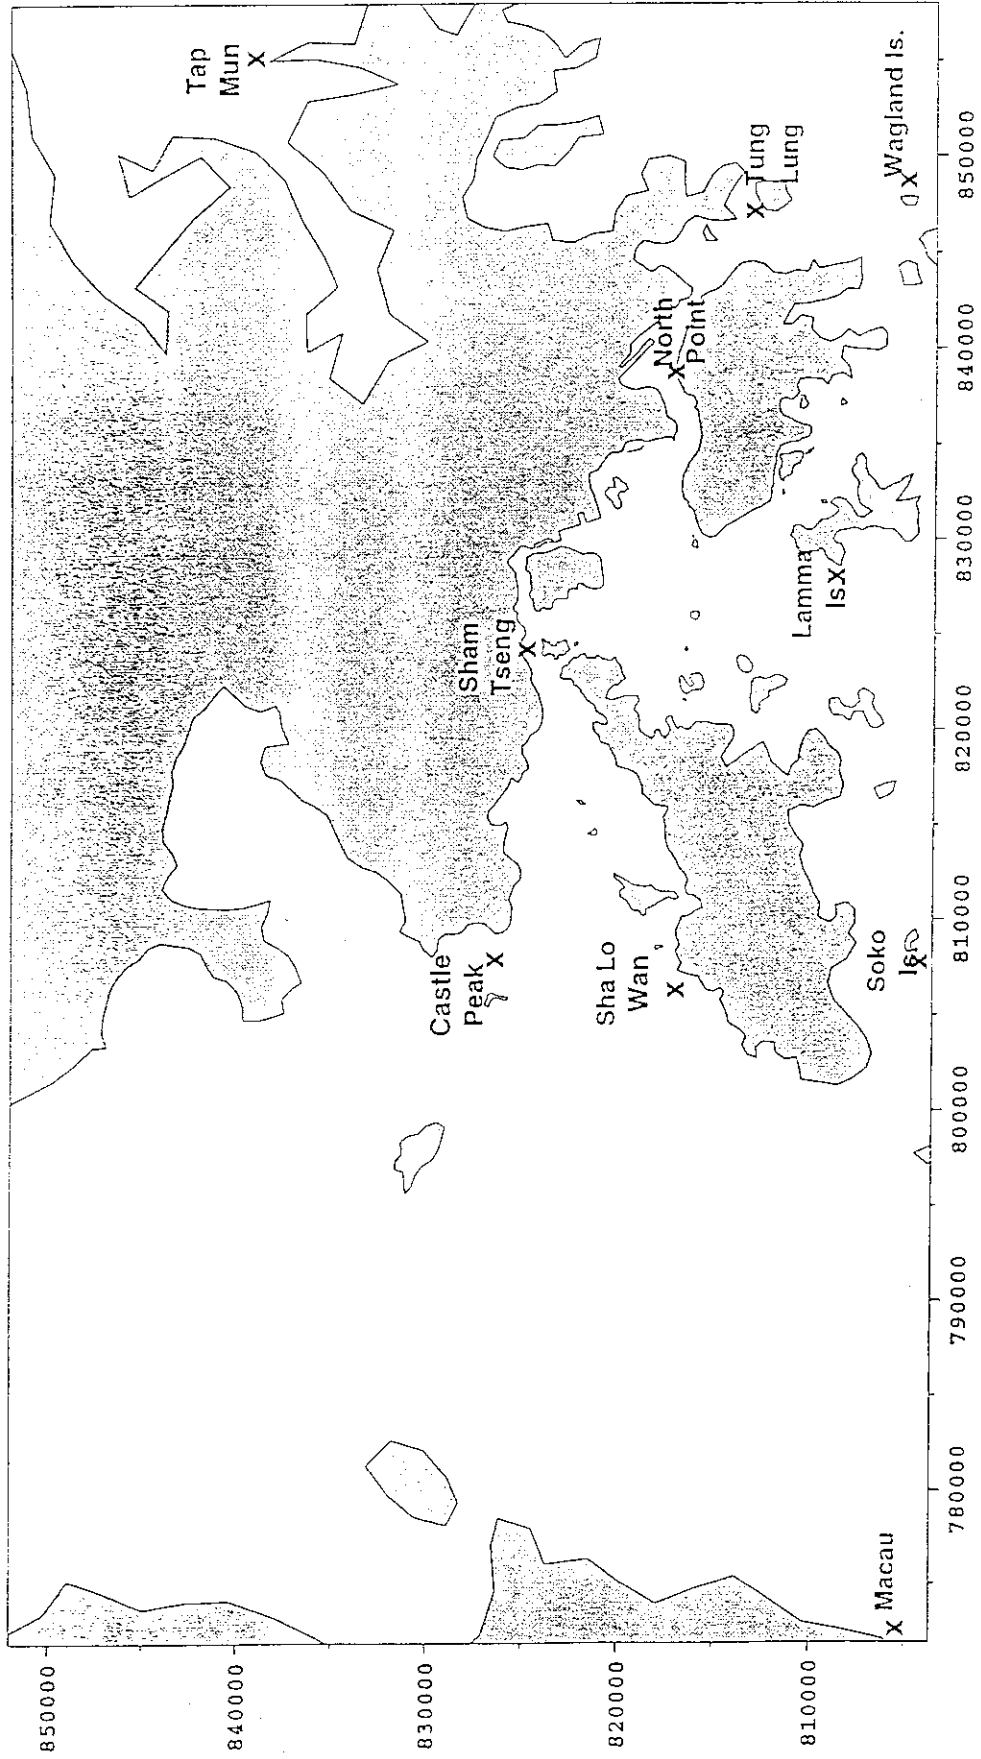 Tap
Mun
Castle
Peak
Sham
Tseng
North
Point
Sha Lo
Wan
Tung
Lung
Lamma
Is
Soko
Is
Wagland Is.
Macau
850000
840000
830000
820000
810000
780000
790000
800000
810000
820000
830000
840000
850000